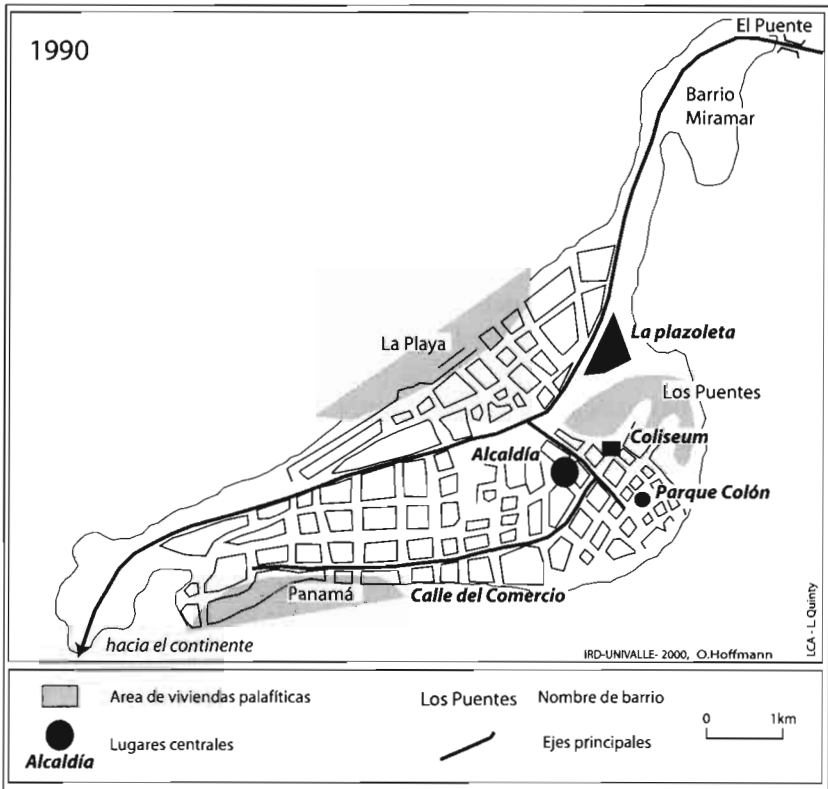 1990
El Puente
Barrio
Miramar
La plazoleta
La Playa
Los Puentes
Coliseum
Alcaldía
Parque Colón
Panamá
Calle del Comercio
hacia el continente
IRD-UNIVALLE- 2000, O.Hoffmann
LCA - L. Quinty
Area de viviendas palafíticas
Los Puentes Nombre de barrio
0 1km
Lugares centrales
Ejes principales
Alcaldía